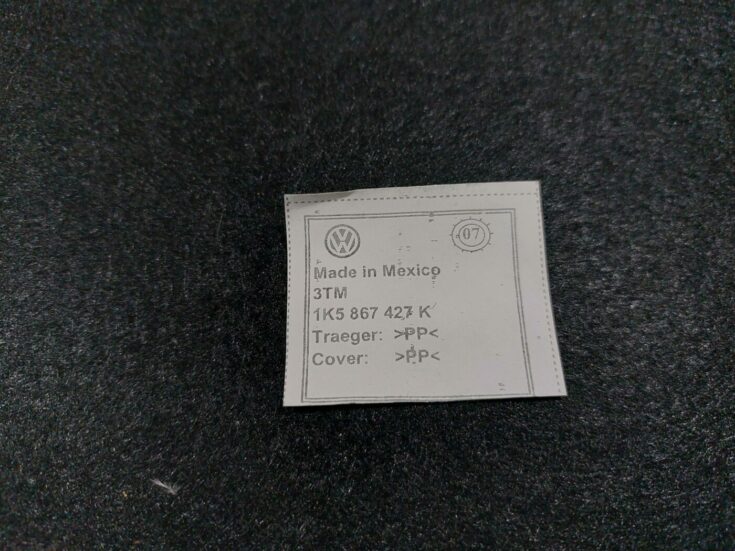 07
Made in Mexico
3TM
1K5 867 427 K
Traeger: >PP<
Cover: >PP<